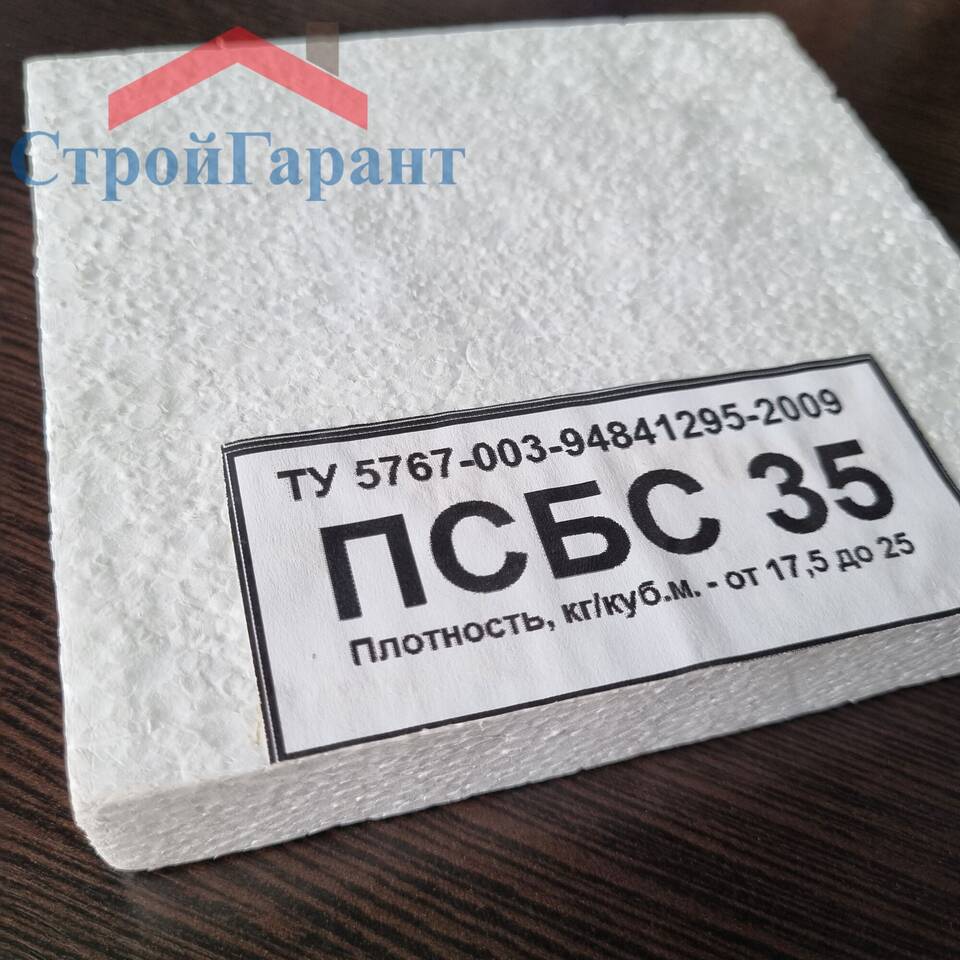 СтройГарант
ТУ 5767-003-94841295-2009
ПСБС 35
Плотность, кг/куб.м. - от 17,5 до 25